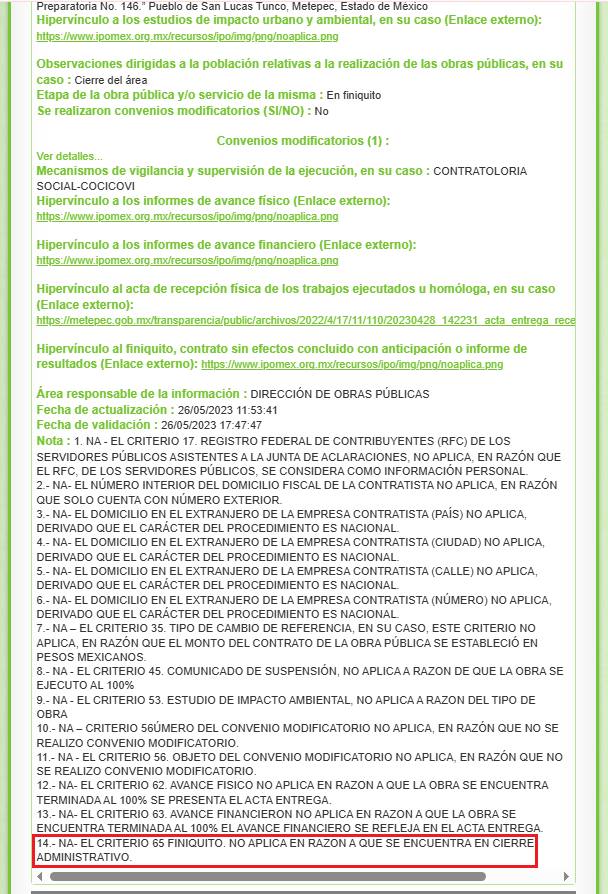 Preparatoria No. 146." Pueblo de San Lucas Tunco, Metepec, Estado de México
Hipervínculo a los estudios de impacto urbano y ambiental, en su caso (Enlace externo):
https://www.ipomex.org.mx/recursos/ipo/img/png/noaplica.png
Observaciones dirigidas a la población relativas a la realización de las obras públicas, en su
caso : Cierre del área
Etapa de la obra pública y/o servicio de la misma : En finiquito
Se realizaron convenios modificatorios (SI/NO) : No
Convenios modificatorios (1) :
Ver detalles...
Mecanismos de vigilancia y supervisión de la ejecución, en su caso : CONTRATOLORIA
SOCIAL-COCICOVI
Hipervínculo a los informes de avance físico (Enlace externo):
https://www.ipomex.org.mx/recursos/ipo/img/png/noaplica.png
Hipervínculo a los informes de avance financiero (Enlace externo):
https://www.ipomex.org.mx/recursos/ipo/img/png/noaplica.png
Hipervínculo al acta de recepción física de los trabajos ejecutados u homóloga, en su caso
(Enlace externo):
https://metepec.gob.mx/transparencia/public/archivos/2022/4/17/11/110/20230428_142231_acta_entrega_rece
Hipervínculo al finiquito, contrato sin efectos concluido con anticipación o informe de
resultados (Enlace externo): https://www.ipomex.org.mx/recursos/ipo/img/png/noaplica.png
Área responsable de la información : DIRECCIÓN DE OBRAS PÚBLICAS
Fecha de actualización : 26/05/2023 11:53:41
Fecha de validación : 26/05/2023 17:47:47
Nota : 1. NA - EL CRITERIO 17. REGISTRO FEDERAL DE CONTRIBUYENTES (RFC) DE LOS
SERVIDORES PÚBLICOS ASISTENTES A LA JUNTA DE ACLARACIONES, NO APLICA, EN RAZÓN QUE
EL RFC, DE LOS SERVIDORES PÚBLICOS, SE CONSIDERA COMO INFORMACIÓN PERSONAL.
2.- NA- EL NÚMERO INTERIOR DEL DOMICILIO FISCAL DE LA CONTRATISTA NO APLICA, EN RAZÓN
QUE SOLO CUENTA CON NÚMERO EXTERIOR.
3.- NA- EL DOMICILIO EN EL EXTRANJERO DE LA EMPRESA CONTRATISTA (PAÍS) NO APLICA,
DERIVADO QUE EL CARÁCTER DEL PROCEDIMIENTO ES NACIONAL.
4.- NA- EL DOMICILIO EN EL EXTRANJERO DE LA EMPRESA CONTRATISTA (CIUDAD) NO APLICA,
DERIVADO QUE EL CARÁCTER DEL PROCEDIMIENTO ES NACIONAL.
5.- NA- EL DOMICILIO EN EL EXTRANJERO DE LA EMPRESA CONTRATISTA (CALLE) NO APLICA,
DERIVADO QUE EL CARÁCTER DEL PROCEDIMIENTO ES NACIONAL.
6.- NA- EL DOMICILIO EN EL EXTRANJERO DE LA EMPRESA CONTRATISTA (NÚMERO) NO APLICA,
DERIVADO QUE EL CARÁCTER DEL PROCEDIMIENTO ES NACIONAL.
7.- NA – EL CRITERIO 35. TIPO DE CAMBIO DE REFERENCIA, EN SU CASO, ESTE CRITERIO NO
APLICA, EN RAZÓN QUE EL MONTO DEL CONTRATO DE LA OBRA PÚBLICA SE ESTABLECIÓ EN
PESOS MEXICANOS.
8.- NA - EL CRITERIO 45. COMUNICADO DE SUSPENSIÓN, NO APLICA A RAZON DE QUE LA OBRA SE
EJECUTO AL 100%
9.- NA - EL CRITERIO 53. ESTUDIO DE IMPACTO AMBIENTAL, NO APLICA A RAZON DEL TIPO DE
OBRA
10.- NA – CRITERIO 56ÚMERO DEL CONVENIO MODIFICATORIO NO APLICA, EN RAZÓN QUE NO SE
REALIZO CONVENIO MODIFICATORIO.
11.- NA - EL CRITERIO 56. OBJETO DEL CONVENIO MODIFICATORIO NO APLICA, EN RAZÓN QUE NO
SE REALIZO CONVENIO MODIFICATORIO.
12.- NA- EL CRITERIO 62. AVANCE FISICO NO APLICA EN RAZON A QUE LA OBRA SE ENCUENTRA
TERMINADA AL 100% SE PRESENTA EL ACTA ENTREGA.
13.- NA- EL CRITERIO 63. AVANCE FINANCIERON NO APLICA EN RAZON A QUE LA OBRA SE
ENCUENTRA TERMINADA AL 100% EL AVANCE FINANCIERO SE REFLEJA EN EL ACTA ENTREGA.
14.- NA- EL CRITERIO 65 FINIQUITO. NO APLICA EN RAZON A QUE SE ENCUENTRA EN CIERRE
ADMINISTRATIVO.